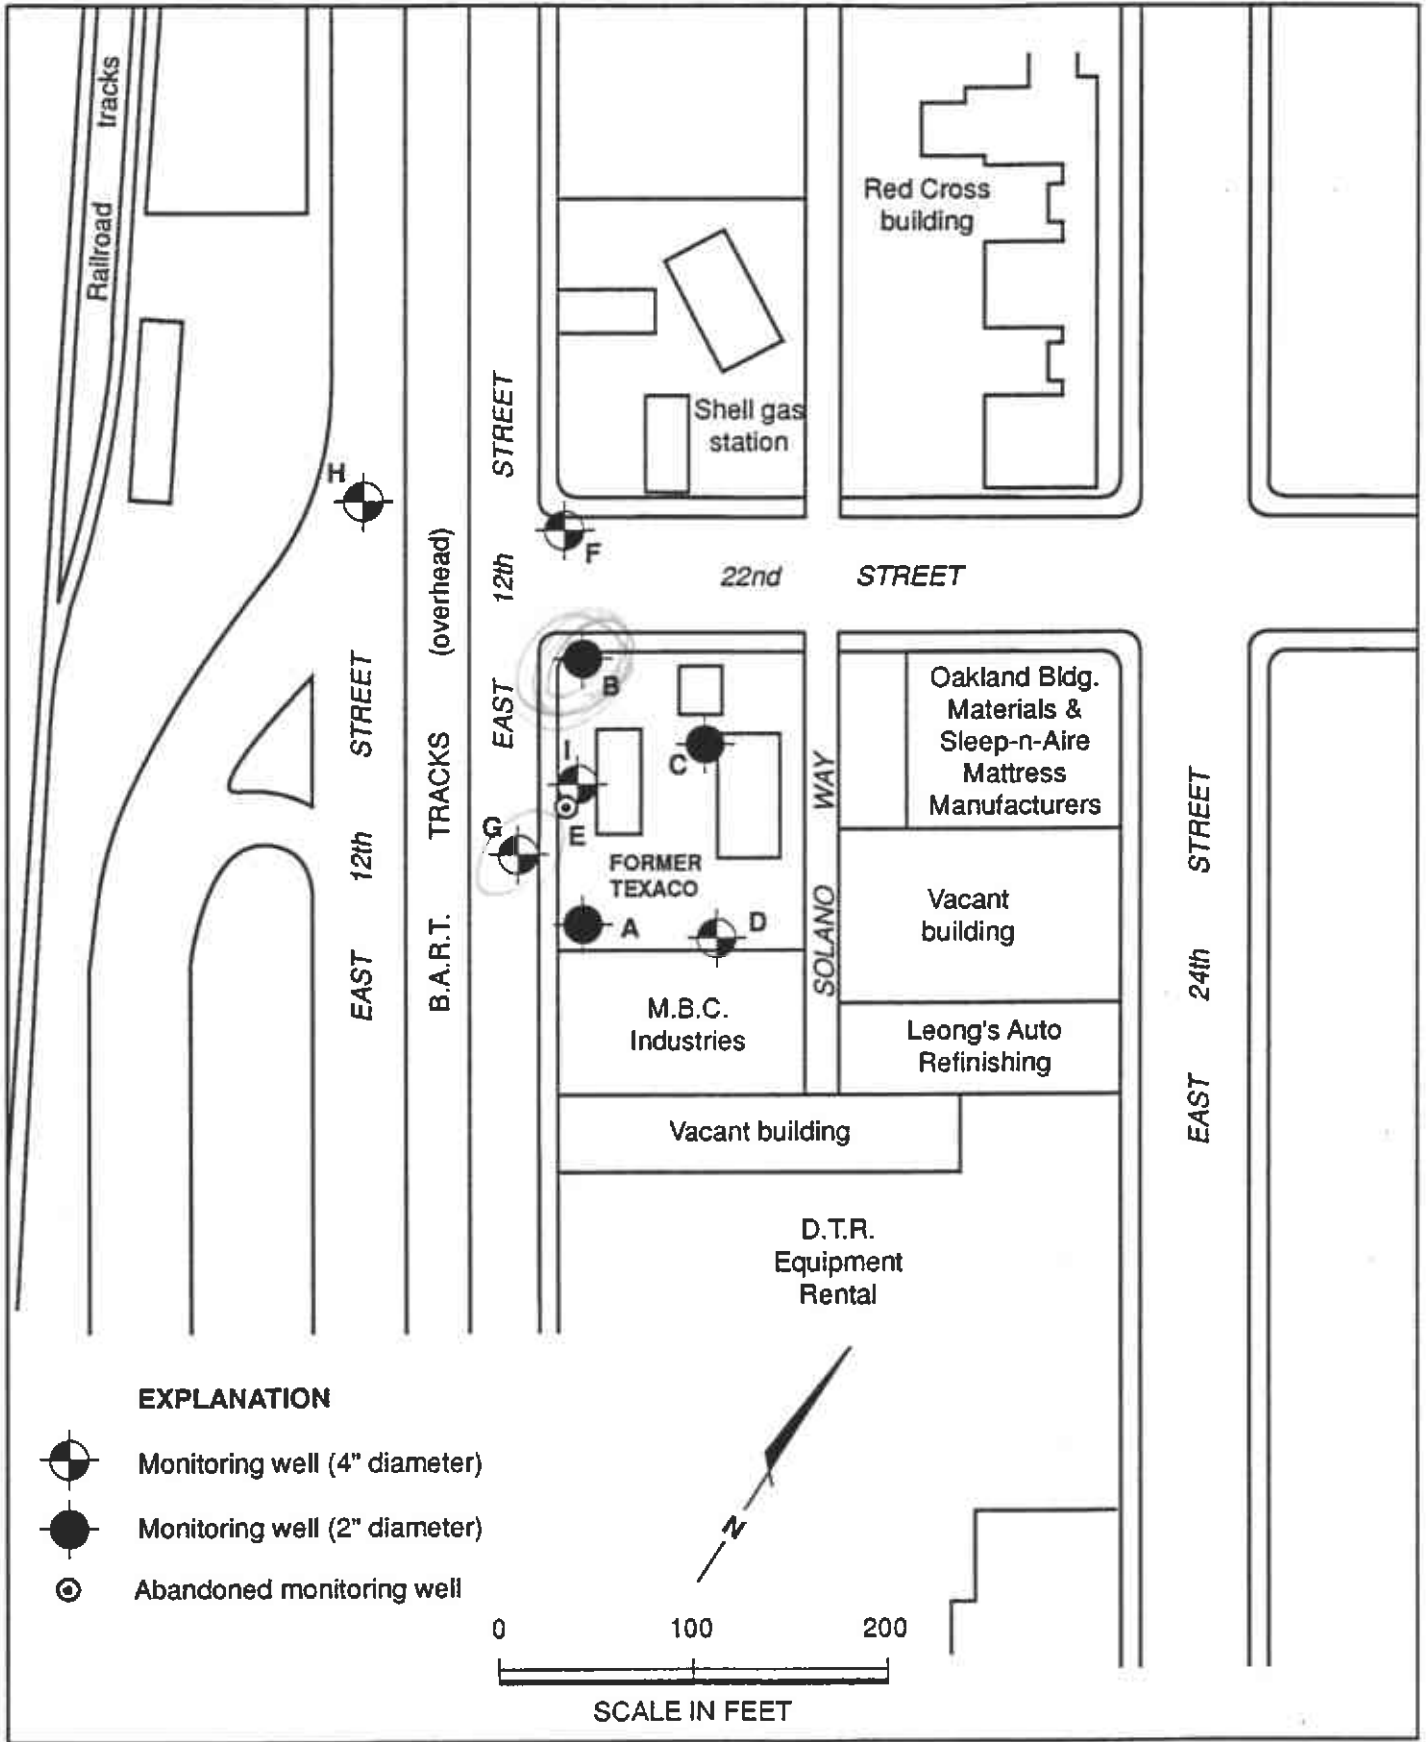 Railroad tracks
Red Cross
building
Shell gas
station
H
F
STREET
12th
EAST
22nd STREET
B
C
I
E
G
FORMER
TEXACO
A
D
EAST 12th STREET
B.A.R.T. TRACKS (overhead)
SOLANO WAY
Oakland Bldg.
Materials &
Sleep-n-Aire
Mattress
Manufacturers
Vacant
building
M.B.C.
Industries
Leong's Auto
Refinishing
EAST 24th STREET
Vacant building
D.T.R.
Equipment
Rental
EXPLANATION
Monitoring well (4" diameter)
Monitoring well (2" diameter)
Abandoned monitoring well
N
0 100 200
SCALE IN FEET